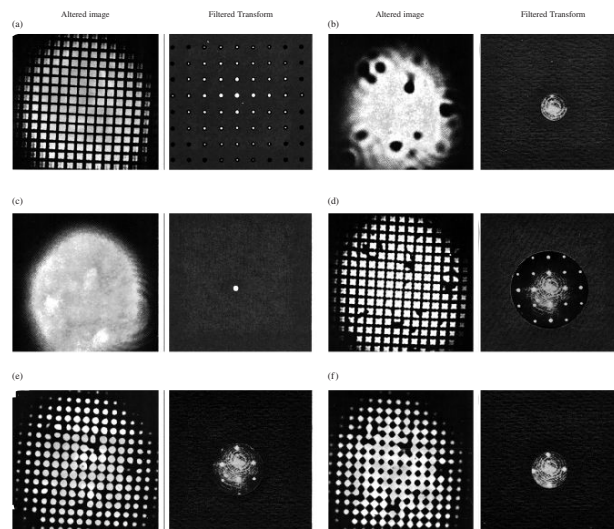 Altered image Filtered Transform Altered image Filtered Transform
(a) (b)
(c) (d)
(e) (f)